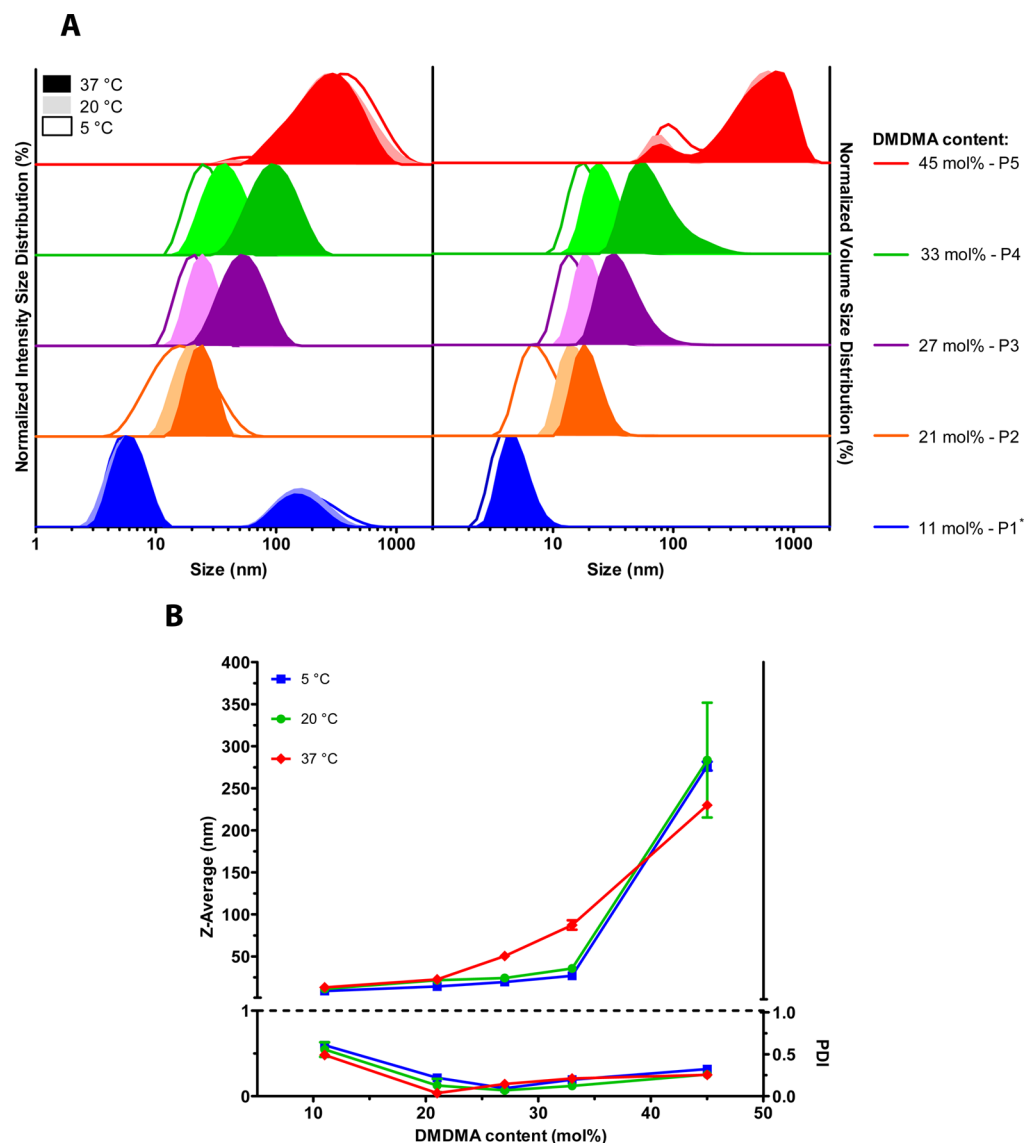 A
37 °C
20 °C
5 °C
Normalized Intensity Size Distribution (%)
Normalized Volume Size Distribution (%)
DMDMA content:
45 mol% - P5
33 mol% - P4
27 mol% - P3
21 mol% - P2
11 mol% - P1*
1 10 100 1000 10 100 1000
Size (nm) Size (nm)
B
400
350
300
250
200
150
100
50
Z-Average (nm)
5 °C
20 °C
37 °C
1 1.0
0.5
0 0.0
PDI
10 20 30 40 50
DMDMA content (mol%)